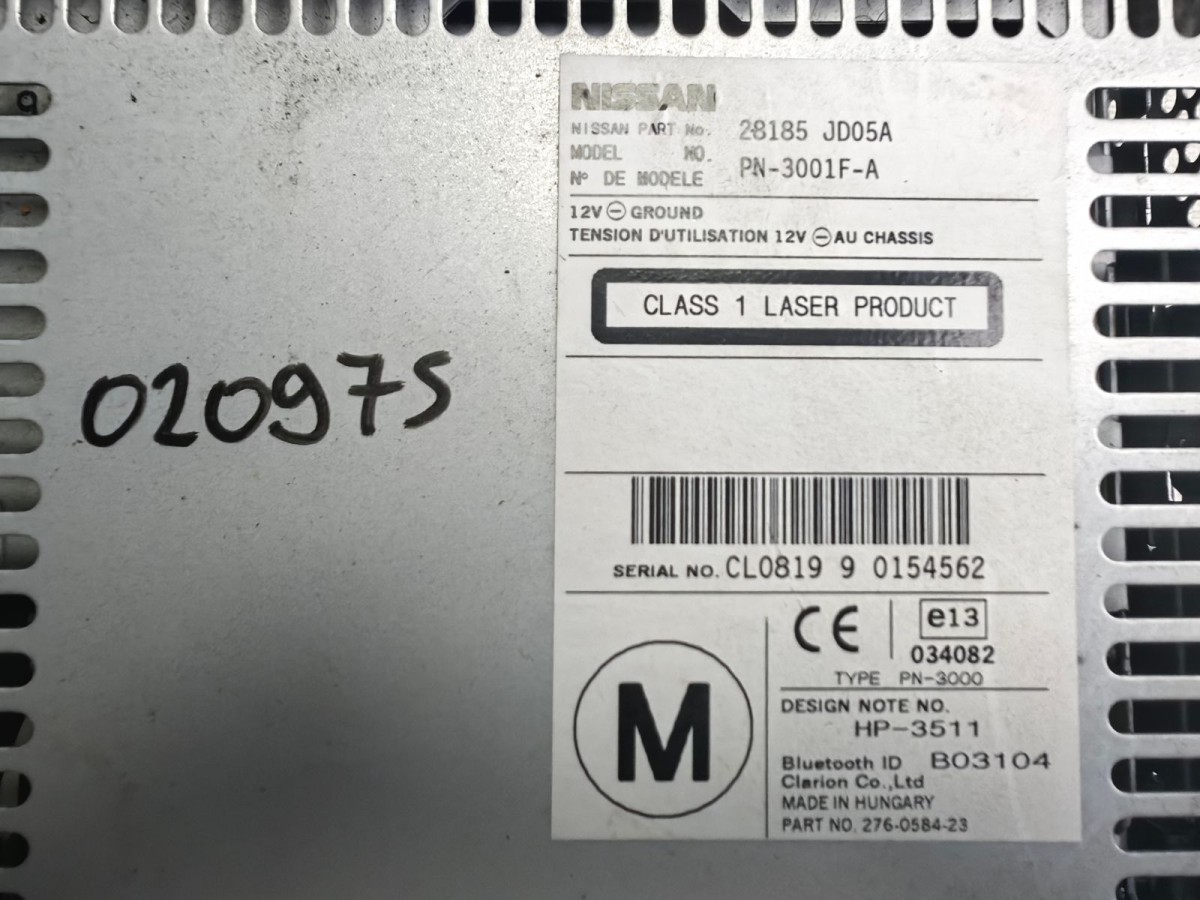 NISSAN
NISSAN PART No. 28185 JD05A
MODEL NO.
N° DE MODELE PN-3001F-A
12V ⊖ GROUND
TENSION D'UTILISATION 12V ⊖ AU CHASSIS
CLASS 1 LASER PRODUCT
020975
SERIAL NO. CL0819 9 0154562
CE
e13
034082
TYPE PN-3000
M
DESIGN NOTE NO.
HP-3511
Bluetooth ID B03104
Clarion Co.,Ltd
MADE IN HUNGARY
PART NO. 276-0584-23